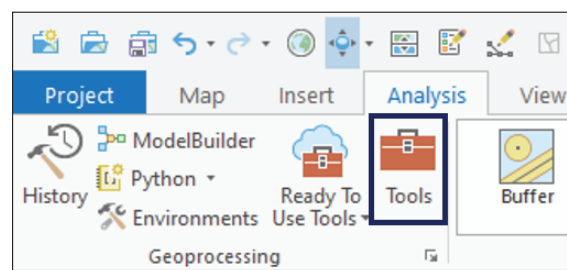 Project Map Insert Analysis View
ModelBuilder
Python
History Environments
Ready To
Use Tools
Tools
Buffer
Geoprocessing